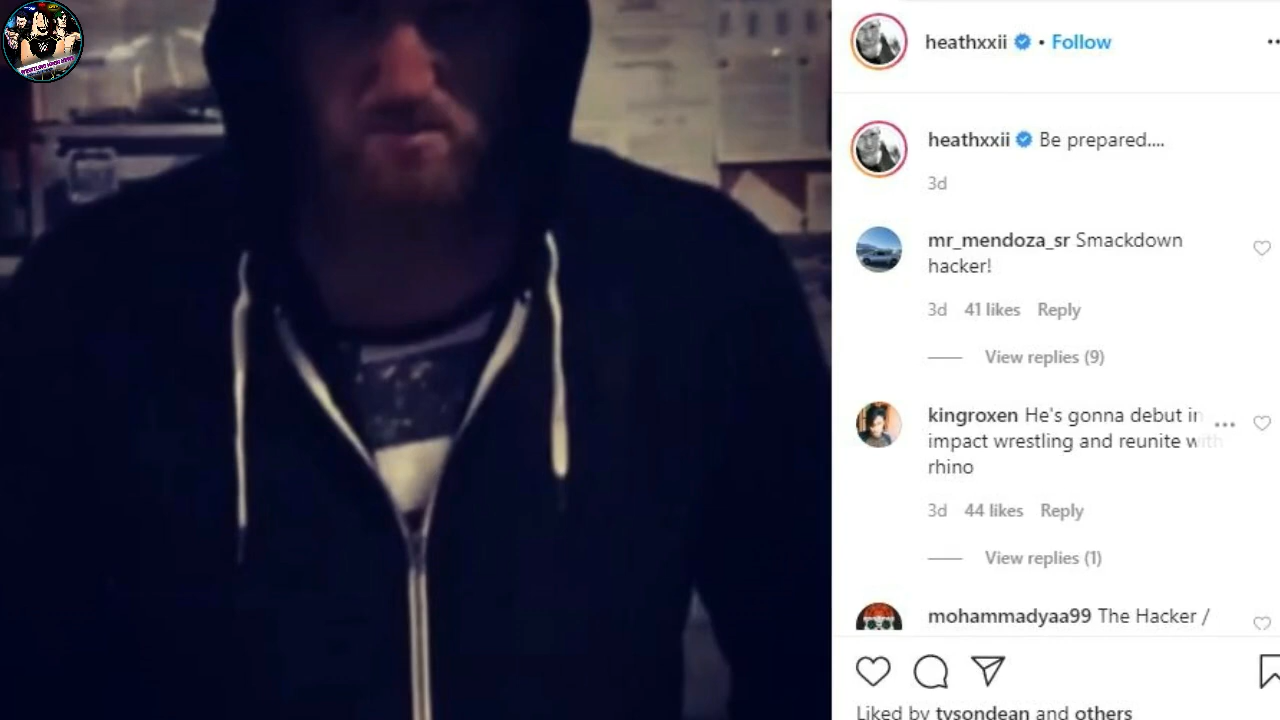 heathxxii • Follow
heathxxii Be prepared....
3d
mr_mendoza_sr Smackdown
hacker!
3d 41 likes Reply
View replies (9)
kingroxen He's gonna debut in
impact wrestling and reunite with
rhino
3d 44 likes Reply
View replies (1)
mohammadyaa99 The Hacker /
Liked by tysondean and others